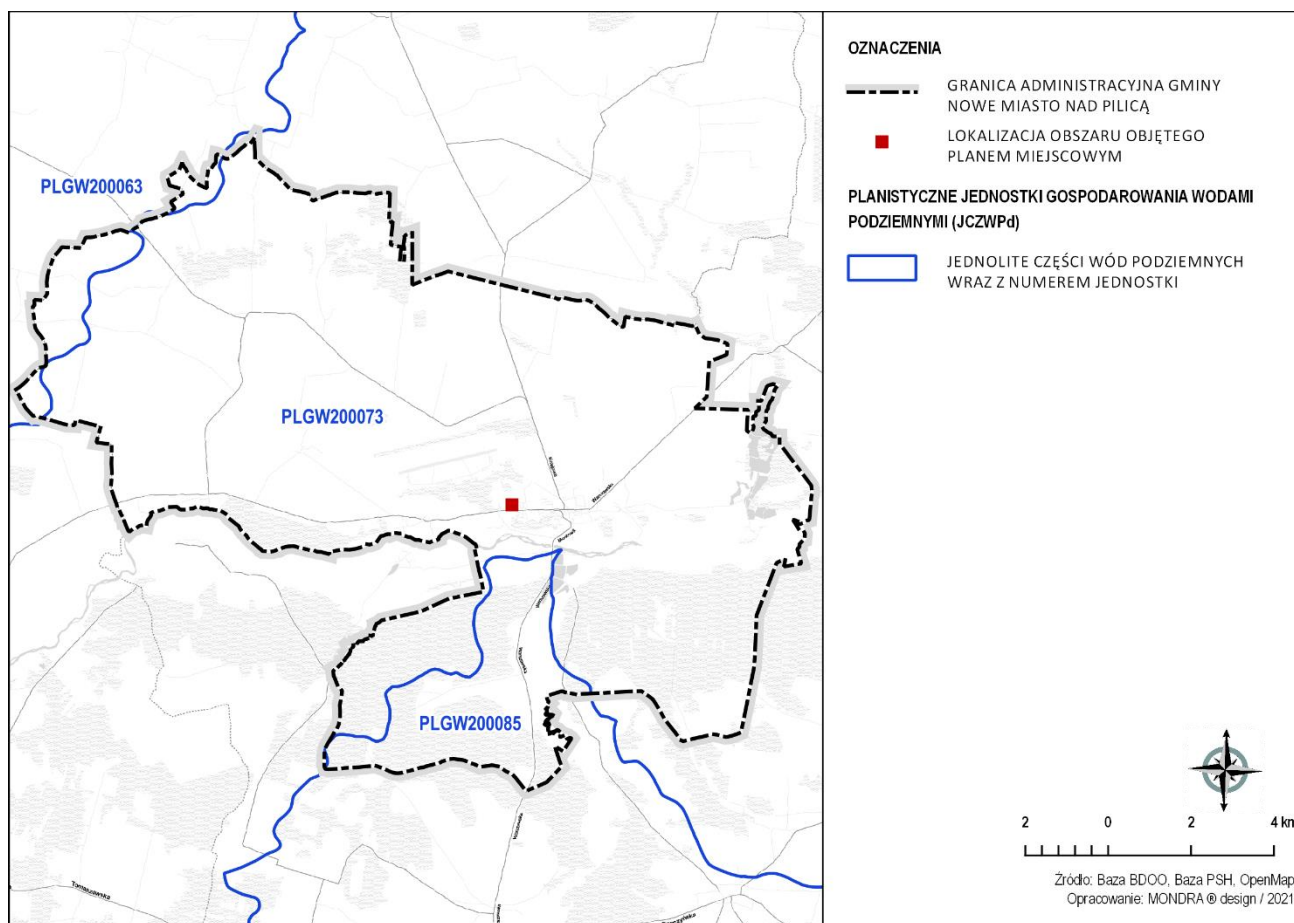 PLGW200063
PLGW200073
PLGW200085
Tomaszewska
OZNACZENIA
GRANICA ADMINISTRACYJNA GMINY
NOWE MIASTO NAD PILICĄ
LOKALIZACJA OBSZARU OBJĘTEGO
PLANEM MIEJSCOWYM
PLANISTYCZNE JEDNOSTKI GOSPODAROWANIA WODAMI
PODZIEMNYMI (JCZWPd)
JEDNOLITE CZĘŚCI WÓD PODZIEMNYCH
WRAZ Z NUMEREM JEDNOSTKI
2 0 2 4 km
Źródło: Baza BDOO, Baza PSH, OpenMap
Opracowanie: MONDRA ® design / 2021